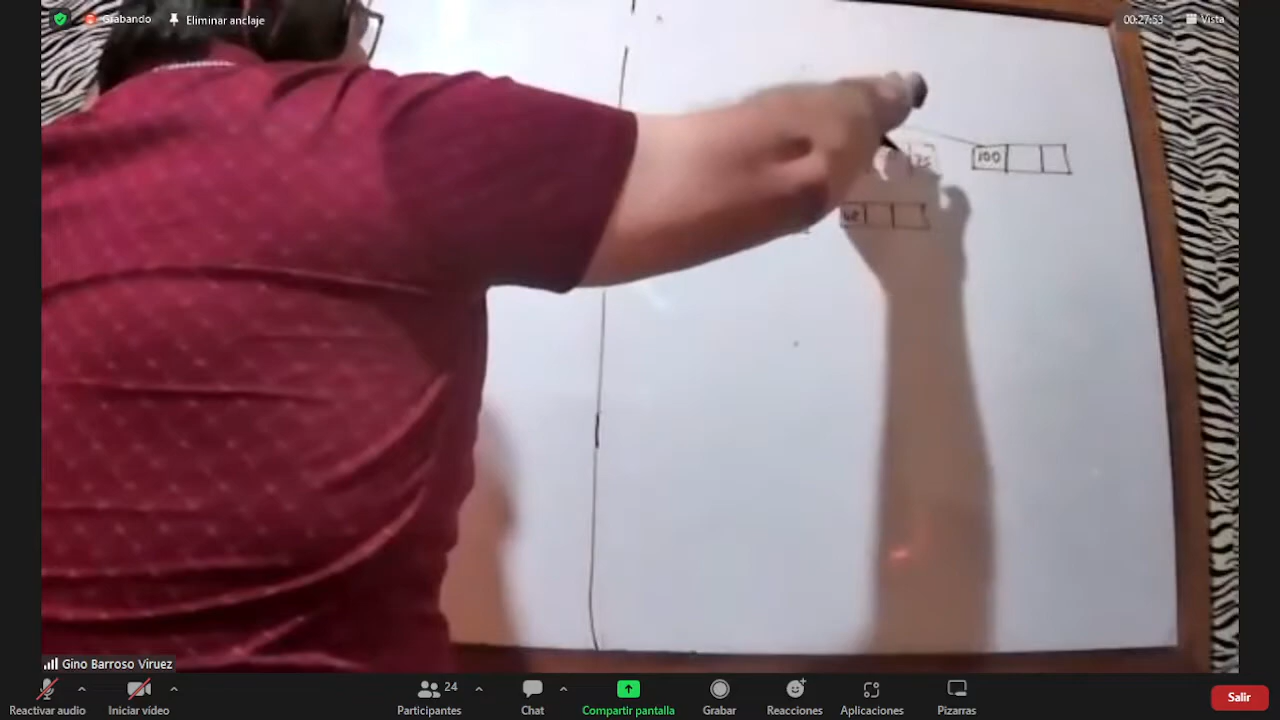 Grabando
Eliminar anclaje
00:27:53
Vista
100
Gino Barroso Viruez
Reactivar audio
Iniciar vídeo
24
Participantes
Chat
Compartir pantalla
Grabar
Reacciones
Aplicaciones
Pizarras
Salir